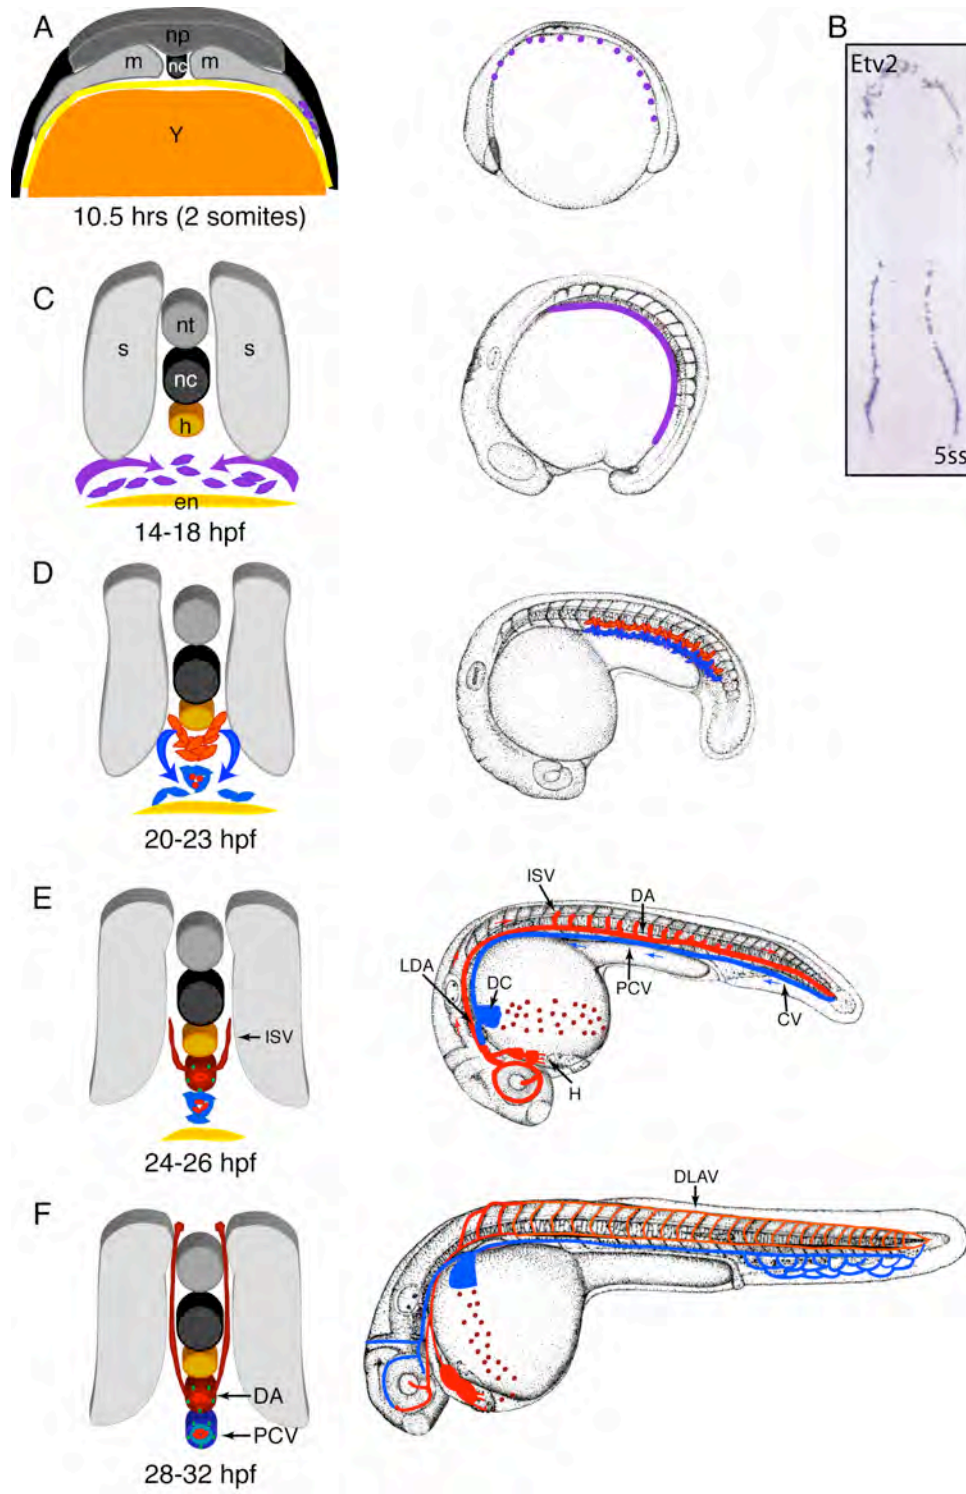 A
np
m
nc
m
Y
10.5 hrs (2 somites)
B
Etv2
5ss
C
nt
s
s
nc
h
en
14-18 hpf
D
20-23 hpf
E
ISV
24-26 hpf
ISV
DA
LDA
DC
PCV
CV
H
F
DA
PCV
28-32 hpf
DLAV